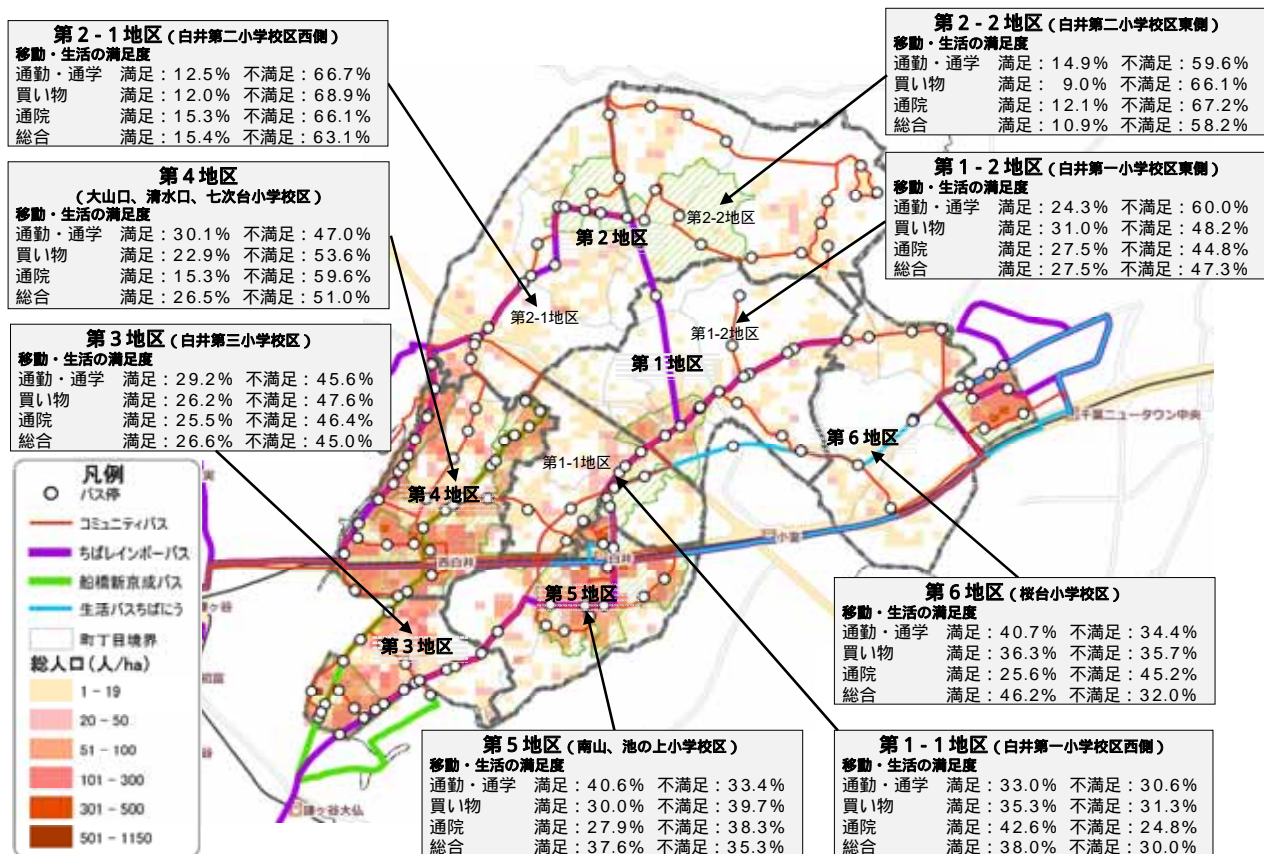 第2-1地区（白井第二小学校区西側）
移動・生活の満足度
通勤・通学 満足：12.5% 不満足：66.7%
買い物 満足：12.0% 不満足：68.9%
通院 満足：15.3% 不満足：66.1%
総合 満足：15.4% 不満足：63.1%
第2-2地区（白井第二小学校区東側）
移動・生活の満足度
通勤・通学 満足：14.9% 不満足：59.6%
買い物 満足： 9.0% 不満足：66.1%
通院 満足：12.1% 不満足：67.2%
総合 満足：10.9% 不満足：58.2%
第4地区
（大山口、清水口、七次台小学校区）
移動・生活の満足度
通勤・通学 満足：30.1% 不満足：47.0%
買い物 満足：22.9% 不満足：53.6%
通院 満足：15.3% 不満足：59.6%
総合 満足：26.5% 不満足：51.0%
第1-2地区（白井第一小学校区東側）
移動・生活の満足度
通勤・通学 満足：24.3% 不満足：60.0%
買い物 満足：31.0% 不満足：48.2%
通院 満足：27.5% 不満足：44.8%
総合 満足：27.5% 不満足：47.3%
第3地区（白井第三小学校区）
移動・生活の満足度
通勤・通学 満足：29.2% 不満足：45.6%
買い物 満足：26.2% 不満足：47.6%
通院 満足：25.5% 不満足：46.4%
総合 満足：26.6% 不満足：45.0%
第2-2地区
第2地区
第2-1地区
第1-2地区
第1地区
千葉ニュータウン中央
第6地区
第1-1地区
第4地区
小室
西白井
白井
第5地区
第3地区
鎌ヶ谷大仏
凡例
バス停
コミュニティバス
ちばレインボーバス
船橋新京成バス
生活バスちばにう
町丁目境界
総人口(人/ha)
1 - 19
20 - 50
51 - 100
101 - 300
301 - 500
501 - 1150
第6地区（桜台小学校区）
移動・生活の満足度
通勤・通学 満足：40.7% 不満足：34.4%
買い物 満足：36.3% 不満足：35.7%
通院 満足：25.6% 不満足：45.2%
総合 満足：46.2% 不満足：32.0%
第5地区（南山、池の上小学校区）
移動・生活の満足度
通勤・通学 満足：40.6% 不満足：33.4%
買い物 満足：30.0% 不満足：39.7%
通院 満足：27.9% 不満足：38.3%
総合 満足：37.6% 不満足：35.3%
第1-1地区（白井第一小学校区西側）
移動・生活の満足度
通勤・通学 満足：33.0% 不満足：30.6%
買い物 満足：35.3% 不満足：31.3%
通院 満足：42.6% 不満足：24.8%
総合 満足：38.0% 不満足：30.0%